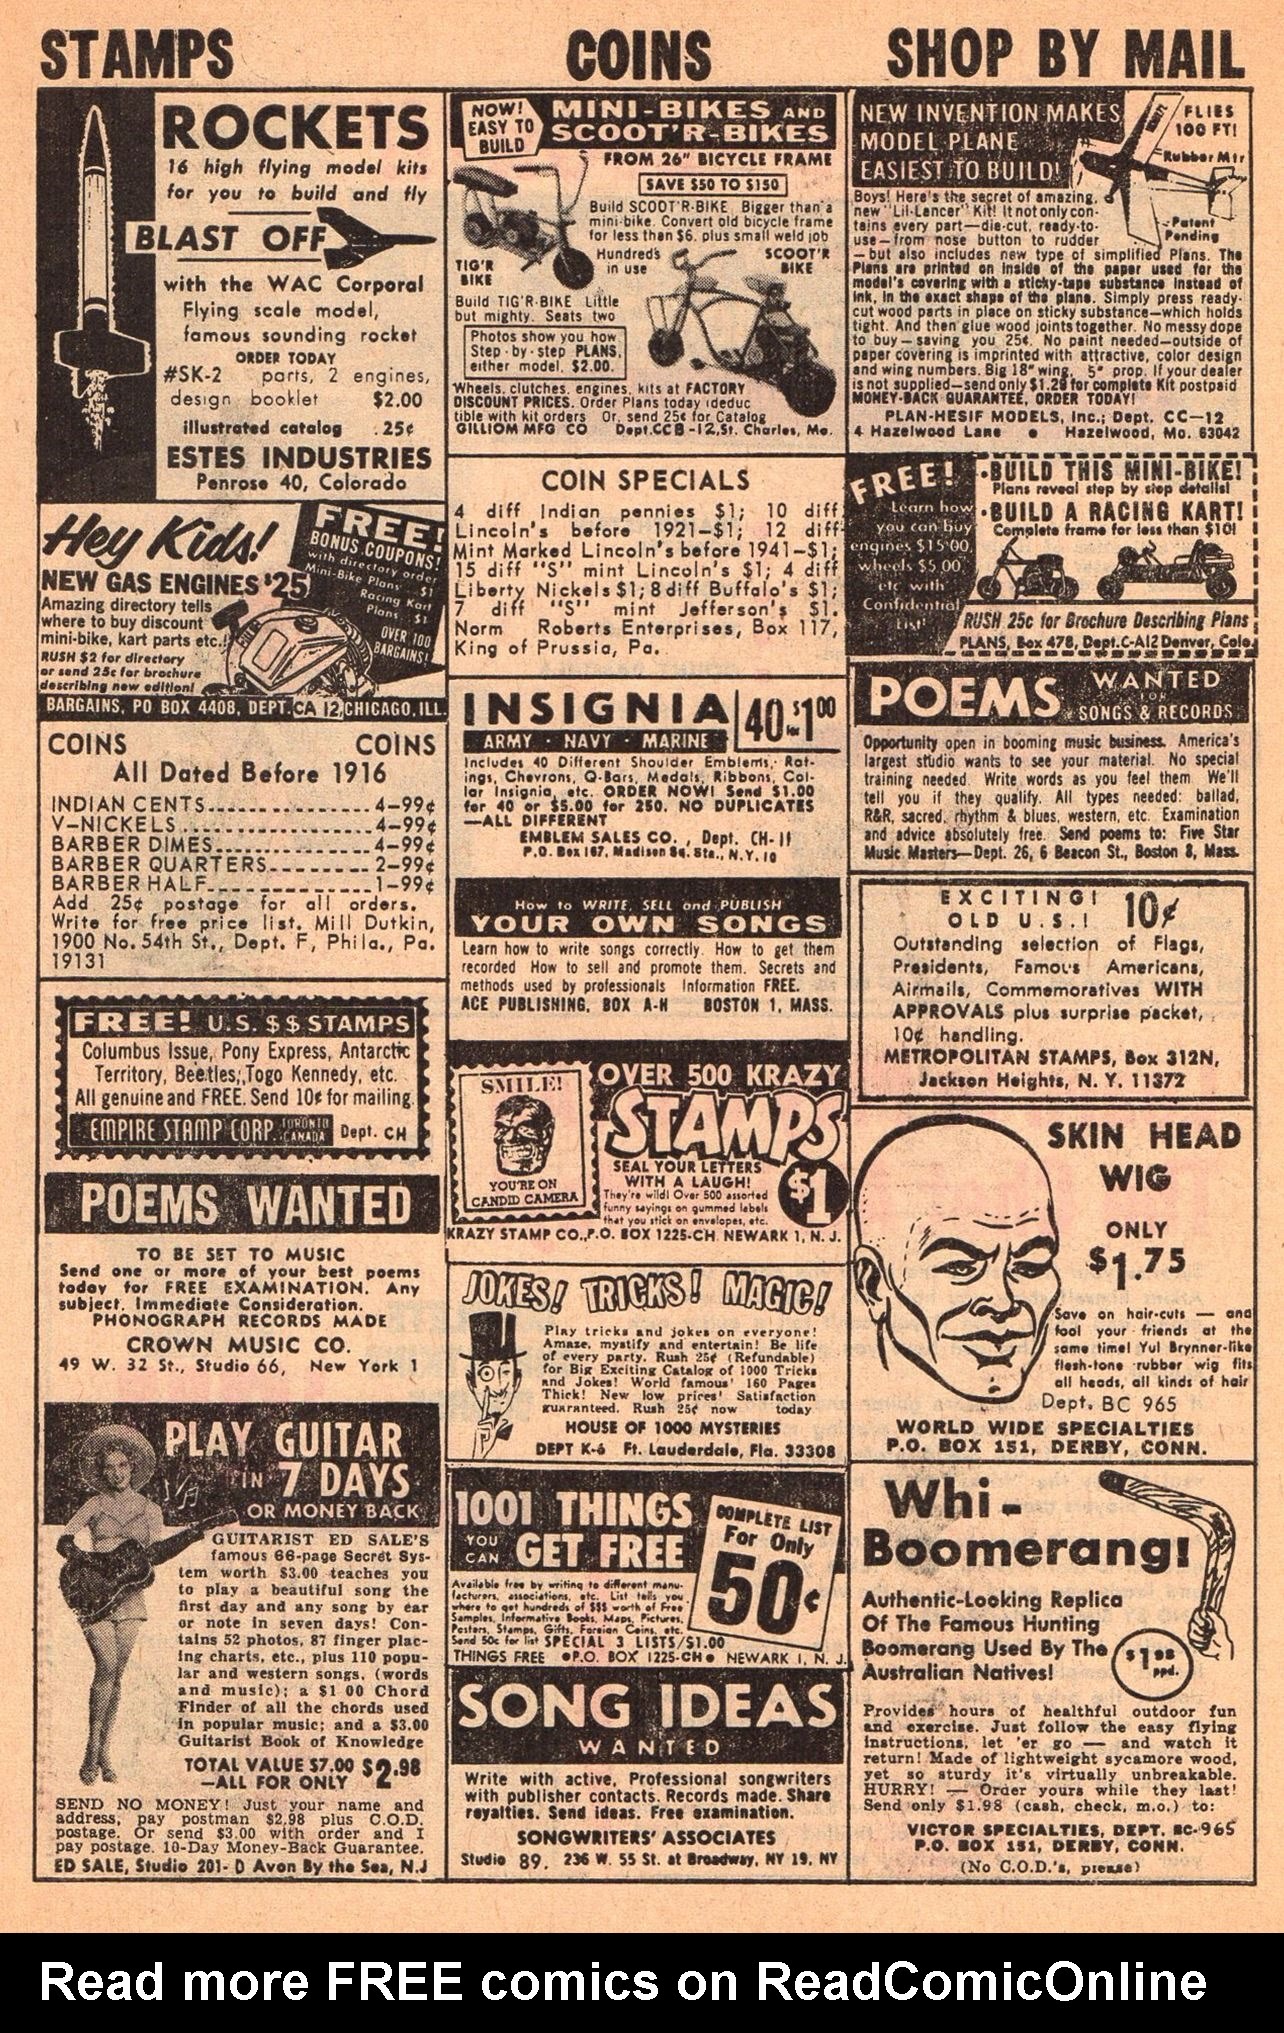 STAMPS
COINS
SHOP BY MAIL
ROCKETS
16 high flying model kits
for you to build and fly
BLAST OFF
with the WAC Corporal
Flying scale model,
famous sounding rocket
ORDER TODAY
#SK-2 parts, 2 engines,
design booklet $2.00
illustrated catalog .25¢
ESTES INDUSTRIES
Penrose 40, Colorado
Hey Kids!
NEW GAS ENGINES $25
Amazing directory tells
where to buy discount
mini-bike, kart parts etc.!
RUSH $2 for directory
or send 25¢ for brochure
describing new edition!
FREE!
BONUS COUPONS!
with directory order
Mini-Bike Plans $1
Racing Kart
Plans $1
OVER 100
BARGAINS!
BARGAINS, PO BOX 4408, DEPT. CA 12, CHICAGO, ILL.
COINS COINS
All Dated Before 1916
INDIAN CENTS 4-99¢
V-NICKELS 4-99¢
BARBER DIMES 4-99¢
BARBER QUARTERS 2-99¢
BARBER HALF 1-99¢
Add 25¢ postage for all orders.
Write for free price list. Mill Dutkin,
1900 No. 54th St., Dept. F, Phila., Pa.
19131
FREE! U.S. $$ STAMPS
Columbus Issue, Pony Express, Antarctic
Territory, Beetles, Togo Kennedy, etc.
All genuine and FREE. Send 10¢ for mailing.
EMPIRE STAMP CORP. TORONTO CANADA Dept. CH
POEMS WANTED
TO BE SET TO MUSIC
Send one or more of your best poems
today for FREE EXAMINATION. Any
subject. Immediate Consideration.
PHONOGRAPH RECORDS MADE
CROWN MUSIC CO.
49 W. 32 St., Studio 66, New York 1
PLAY GUITAR
IN 7 DAYS
OR MONEY BACK
GUITARIST ED SALE'S
famous 66-page Secret Sys-
tem worth $3.00 teaches you
to play a beautiful song the
first day and any song by ear
or note in seven days! Con-
tains 52 photos, 87 finger plac-
ing charts, etc., plus 110 popu-
lar and western songs, (words
and music); a $1 00 Chord
Finder of all the chords used
in popular music; and a $3.00
Guitarist Book of Knowledge
TOTAL VALUE $7.00 $2.98
—ALL FOR ONLY
SEND NO MONEY! Just your name and
address, pay postman $2.98 plus C.O.D.
postage. Or send $3.00 with order and I
pay postage. 10-Day Money-Back Guarantee.
ED SALE, Studio 201- D Avon By the Sea, N.J
NOW!
EASY TO
BUILD
MINI-BIKES AND
SCOOT'R-BIKES
FROM 26" BICYCLE FRAME
SAVE $50 TO $150
Build SCOOT'R-BIKE. Bigger than a
mini-bike. Convert old bicycle frame
for less than $6. plus small weld job
Hundred's
in use
SCOOT'R
BIKE
TIG'R
BIKE
Build TIG'R-BIKE Little
but mighty. Seats two
Photos show you how
Step-by-step PLANS,
either model, $2.00.
Wheels, clutches, engines, kits at FACTORY
DISCOUNT PRICES. Order Plans today (deduc
tible with kit orders Or, send 25¢ for Catalog
GILLIOM MFG CO Dept.CCB-12, St. Charles, Mo.
COIN SPECIALS
4 diff Indian pennies $1; 10 diff
Lincoln's before 1921-$1; 12 diff
Mint Marked Lincoln's before 1941-$1;
15 diff "S" mint Lincoln's $1; 4 diff
Liberty Nickels $1; 8 diff Buffalo's $1;
7 diff "S" mint Jefferson's $1.
Norm Roberts Enterprises, Box 117,
King of Prussia, Pa.
INSIGNIA
ARMY · NAVY · MARINE
40 for $1.00
Includes 40 Different Shoulder Emblems, Rat-
ings, Chevrons, Q-Bars, Medals, Ribbons, Col-
lar Insignia, etc. ORDER NOW! Send $1.00
for 40 or $5.00 for 250. NO DUPLICATES
—ALL DIFFERENT
EMBLEM SALES CO., Dept. CH-11
P.O. Box 167, Madison Sq. Sta., N.Y. 10
How to WRITE, SELL and PUBLISH
YOUR OWN SONGS
Learn how to write songs correctly. How to get them
recorded How to sell and promote them. Secrets and
methods used by professionals Information FREE.
ACE PUBLISHING, BOX A-H BOSTON 1, MASS.
SMILE!
YOU'RE ON
CANDID CAMERA
OVER 500 KRAZY
STAMPS
SEAL YOUR LETTERS
WITH A LAUGH!
They're wild! Over 500 assorted
funny sayings on gummed labels
that you stick on envelopes, etc.
$1
KRAZY STAMP CO., P.O. BOX 1225-CH NEWARK 1, N. J.
JOKES! TRICKS! MAGIC!
Play tricks and jokes on everyone!
Amaze, mystify and entertain! Be life
of every party. Rush 25¢ (Refundable)
for Big Exciting Catalog of 1000 Tricks
and Jokes! World famous' 160 Pages
Thick! New low prices' Satisfaction
guaranteed. Rush 25¢ now today
HOUSE OF 1000 MYSTERIES
DEPT K-6 Ft. Lauderdale, Fla. 33308
1001 THINGS
YOU CAN GET FREE
COMPLETE LIST
For Only
50¢
Available free by writing to different manu-
facturers, associations, etc. List tells you
where to get hundreds of $$$ worth of Free
Samples, Informative Books, Maps, Pictures,
Posters, Stamps, Gifts, Foreign Coins, etc.
Send 50c for list SPECIAL 3 LISTS/$1.00
THINGS FREE ●P.O. BOX 1225-CH● NEWARK 1, N. J.
SONG IDEAS
WANTED
Write with active, Professional songwriters
with publisher contacts. Records made. Share
royalties. Send ideas. Free examination.
SONGWRITERS' ASSOCIATES
Studio 89. 236 W. 55 St. at Broadway, NY 19, NY
NEW INVENTION MAKES
MODEL PLANE
EASIEST TO BUILD!
FLIES
100 FT!
Rubber Mtr
Patent
Pending
Boys! Here's the secret of amazing,
new "Lil-Lancer" Kit! It not only con-
tains every part—die-cut, ready-to-
use—from nose button to rudder
—but also includes new type of simplified Plans. The
Plans are printed on inside of the paper used for the
model's covering with a sticky-tape substance instead of
ink, in the exact shape of the plane. Simply press ready-
cut wood parts in place on sticky substance—which holds
tight. And then glue wood joints together. No messy dope
to buy—saving you 25¢. No paint needed—outside of
paper covering is imprinted with attractive, color design
and wing numbers. Big 18" wing, 5" prop. If your dealer
is not supplied—send only $1.29 for complete Kit postpaid
MONEY-BACK GUARANTEE, ORDER TODAY!
PLAN-HESIF MODELS, Inc.; Dept. CC-12
4 Hazelwood Lane ● Hazelwood, Mo. 63042
FREE!
Learn how
you can buy
engines $15.00,
wheels $5.00
etc with
Confidential
List!
·BUILD THIS MINI-BIKE!
Plans reveal step by step details!
·BUILD A RACING KART!
Complete frame for less than $10!
RUSH 25c for Brochure Describing Plans
PLANS, Box 478, Dept.C-A12 Denver, Colo.
POEMS WANTED
FOR
SONGS & RECORDS
Opportunity open in booming music business. America's
largest studio wants to see your material. No special
training needed. Write words as you feel them. We'll
tell you if they qualify. All types needed: ballad,
R&R, sacred, rhythm & blues, western, etc. Examination
and advice absolutely free. Send poems to: Five Star
Music Masters—Dept. 26, 6 Beacon St., Boston 8, Mass.
EXCITING!
OLD U.S.! 10¢
Outstanding selection of Flags,
Presidents, Famous Americans,
Airmails, Commemoratives WITH
APPROVALS plus surprise packet,
10¢ handling.
METROPOLITAN STAMPS, Box 312N,
Jackson Heights, N. Y. 11372
SKIN HEAD
WIG
ONLY
$1.75
Save on hair-cuts — and
fool your friends at the
same time! Yul Brynner-like
flesh-tone rubber wig fits
all heads, all kinds of hair
Dept. BC 965
WORLD WIDE SPECIALTIES
P.O. BOX 151, DERBY, CONN.
Whi-
Boomerang!
Authentic-Looking Replica
Of The Famous Hunting
Boomerang Used By The
Australian Natives!
$1.98
ppd.
Provides hours of healthful outdoor fun
and exercise. Just follow the easy flying
instructions, let 'er go — and watch it
return! Made of lightweight sycamore wood,
yet so sturdy it's virtually unbreakable.
HURRY! — Order yours while they last!
Send only $1.98 (cash, check, m.o.) to:
VICTOR SPECIALTIES, DEPT. BC-965
P.O. BOX 151, DERBY, CONN.
(No C.O.D.'s, please)
Read more FREE comics on ReadComicOnline